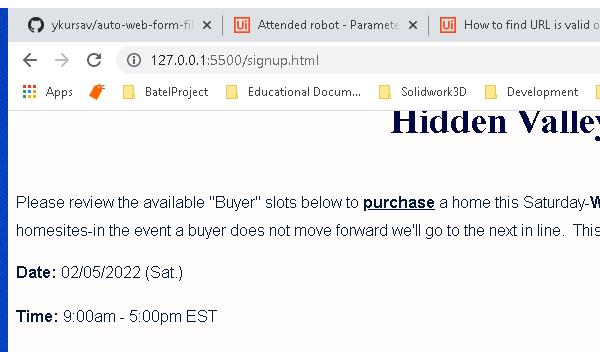 ykursav/auto-web-form-fil
Attended robot - Paramete
How to find URL is valid o
127.0.0.1:5500/signup.html
Apps BatelProject Educational Docum... Solidwork3D Development
Hidden Valley
Please review the available "Buyer" slots below to purchase a home this Saturday-W
homesites-in the event a buyer does not move forward we'll go to the next in line. This
Date: 02/05/2022 (Sat.)
Time: 9:00am - 5:00pm EST